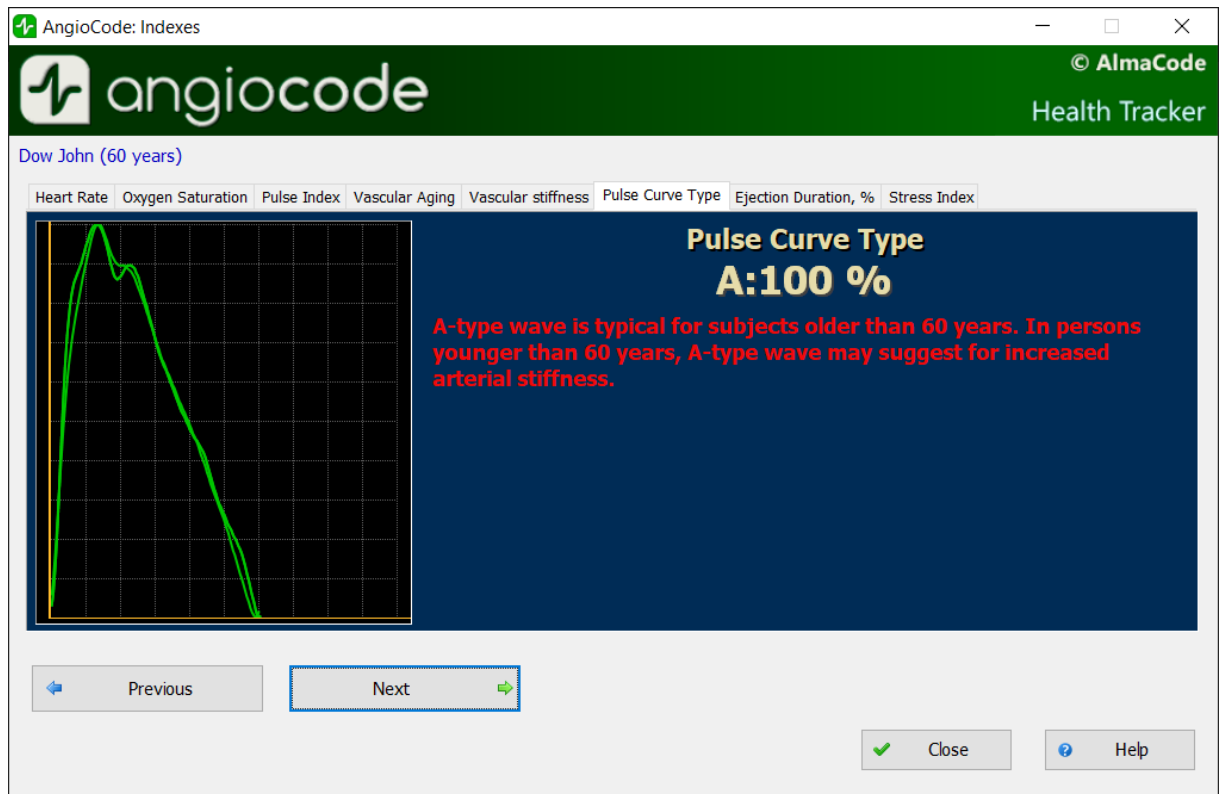 AngioCode: Indexes
angiocode
© AlmaCode
Health Tracker
Dow John (60 years)
Heart Rate Oxygen Saturation Pulse Index Vascular Aging Vascular stiffness Pulse Curve Type Ejection Duration, % Stress Index
Pulse Curve Type
A:100 %
A-type wave is typical for subjects older than 60 years. In persons
younger than 60 years, A-type wave may suggest for increased
arterial stiffness.
Previous Next
Close Help